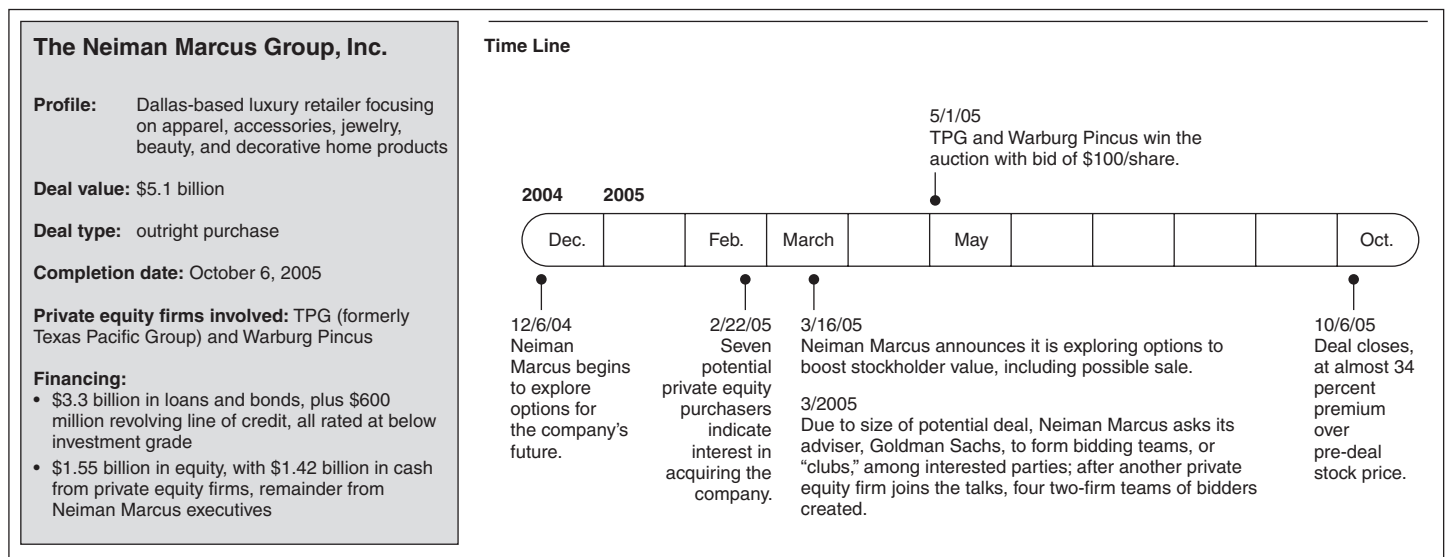 The Neiman Marcus Group, Inc.
Profile: Dallas-based luxury retailer focusing
on apparel, accessories, jewelry,
beauty, and decorative home products
Deal value: $5.1 billion
Deal type: outright purchase
Completion date: October 6, 2005
Private equity firms involved: TPG (formerly
Texas Pacific Group) and Warburg Pincus
Financing:
• $3.3 billion in loans and bonds, plus $600
million revolving line of credit, all rated at below
investment grade
• $1.55 billion in equity, with $1.42 billion in cash
from private equity firms, remainder from
Neiman Marcus executives
Time Line
5/1/05
TPG and Warburg Pincus win the
auction with bid of $100/share.
2004 2005
Dec. Feb. March May Oct.
12/6/04
Neiman
Marcus begins
to explore
options for
the company’s
future.
2/22/05
Seven
potential
private equity
purchasers
indicate
interest in
acquiring the
company.
3/16/05
Neiman Marcus announces it is exploring options to
boost stockholder value, including possible sale.
3/2005
Due to size of potential deal, Neiman Marcus asks its
adviser, Goldman Sachs, to form bidding teams, or
“clubs,” among interested parties; after another private
equity firm joins the talks, four two-firm teams of bidders
created.
10/6/05
Deal closes,
at almost 34
percent
premium
over
pre-deal
stock price.